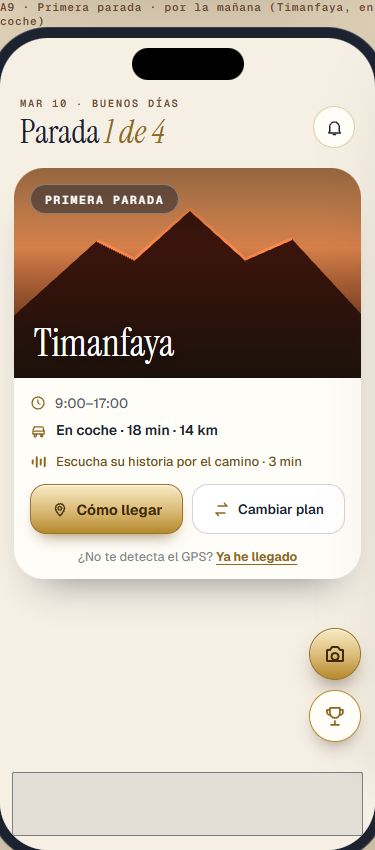 A9 · Primera parada · por la mañana (Timanfaya, en
coche)
MAR 10 · BUENOS DÍAS
Parada 1 de 4
PRIMERA PARADA
Timanfaya
9:00–17:00
En coche · 18 min · 14 km
Escucha su historia por el camino · 3 min
Cómo llegar
Cambiar plan
¿No te detecta el GPS? Ya he llegado